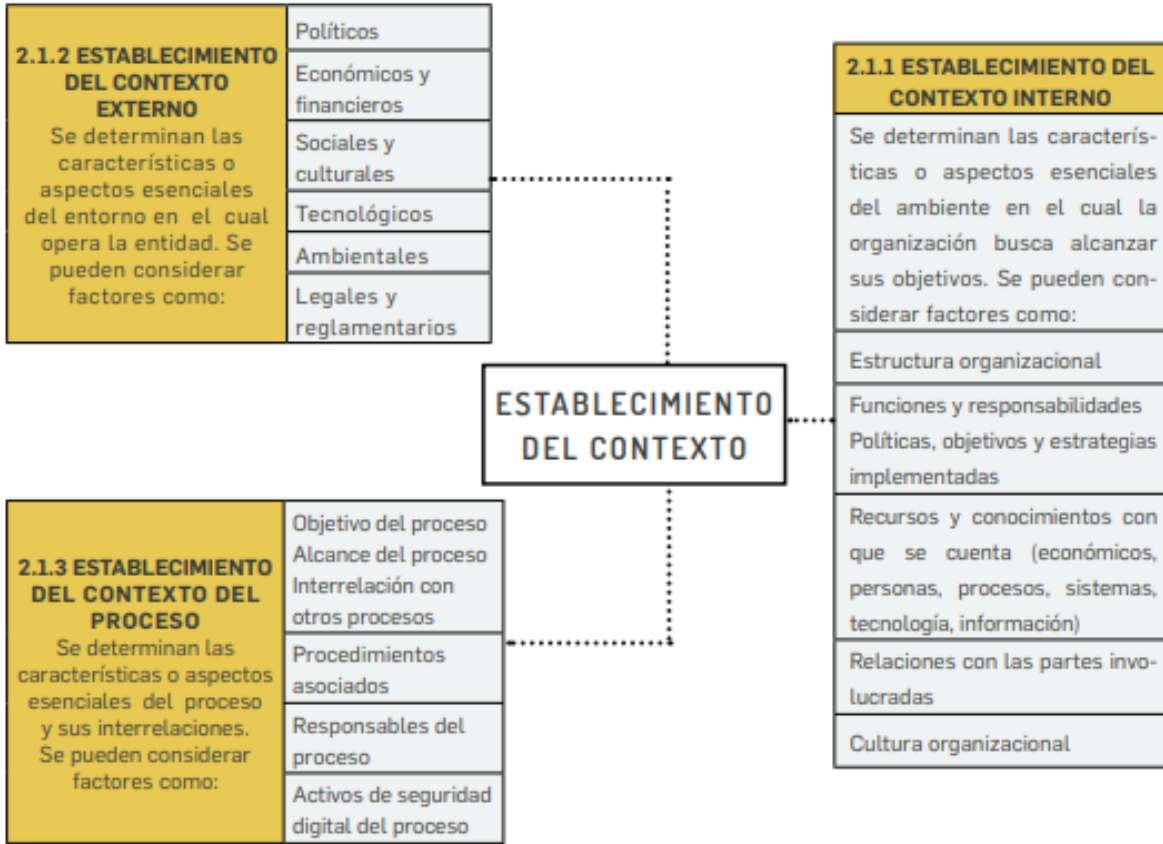 2.1.2 ESTABLECIMIENTO
DEL CONTEXTO
EXTERNO
Se determinan las
características o
aspectos esenciales
del entorno en el cual
opera la entidad. Se
pueden considerar
factores como:
Políticos
Económicos y
financieros
Sociales y
culturales
Tecnológicos
Ambientales
Legales y
reglamentarios
2.1.1 ESTABLECIMIENTO DEL
CONTEXTO INTERNO
Se determinan las caracterís-
ticas o aspectos esenciales
del ambiente en el cual la
organización busca alcanzar
sus objetivos. Se pueden con-
siderar factores como:
Estructura organizacional
Funciones y responsabilidades
Políticas, objetivos y estrategias
implementadas
Recursos y conocimientos con
que se cuenta (económicos,
personas, procesos, sistemas,
tecnología, información)
Relaciones con las partes invo-
lucradas
Cultura organizacional
ESTABLECIMIENTO
DEL CONTEXTO
2.1.3 ESTABLECIMIENTO
DEL CONTEXTO DEL
PROCESO
Se determinan las
características o aspectos
esenciales del proceso
y sus interrelaciones.
Se pueden considerar
factores como:
Objetivo del proceso
Alcance del proceso
Interrelación con
otros procesos
Procedimientos
asociados
Responsables del
proceso
Activos de seguridad
digital del proceso